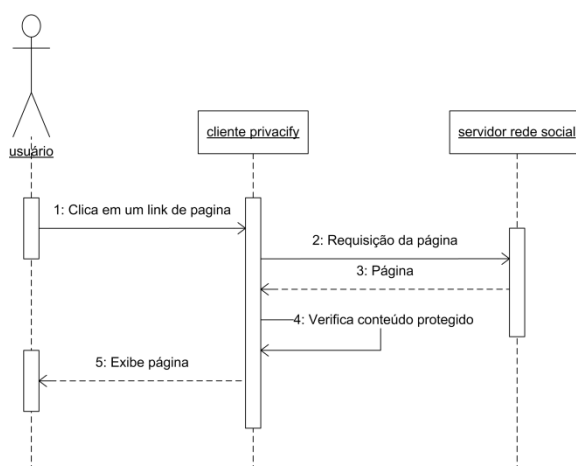 cliente privacify
servidor rede social
usuário
1: Clica em um link de pagina
2: Requisição da página
3: Página
4: Verifica conteúdo protegido
5: Exibe página